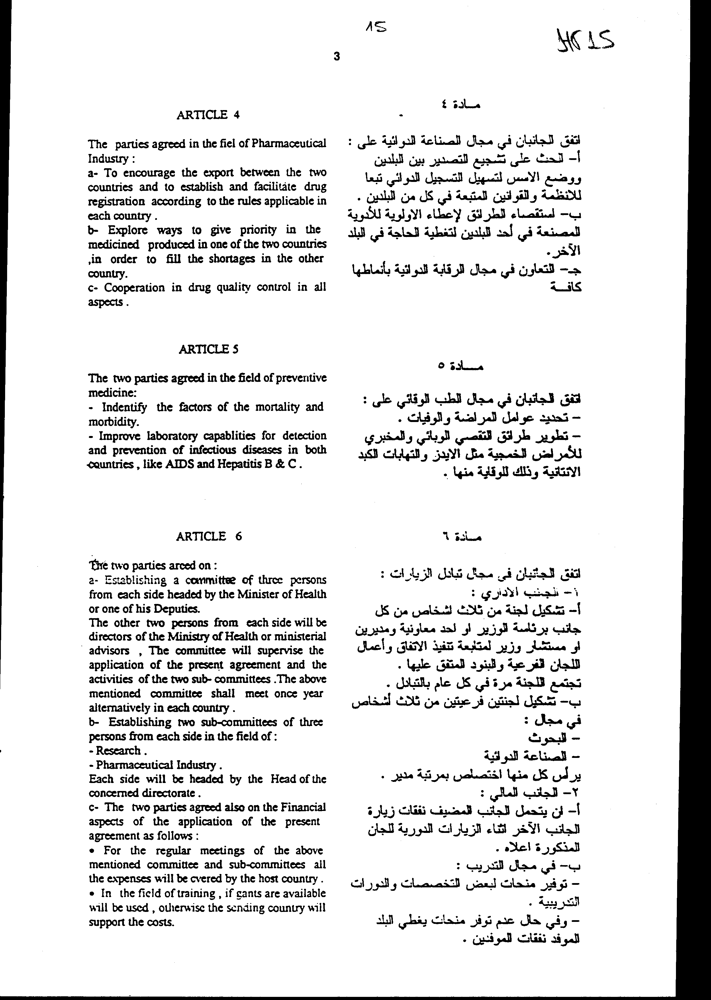 15
15
3
ARTICLE 4
The parties agreed in the fiel of Pharmaceutical
Industry :
a- To encourage the export between the two
countries and to establish and facilitate drug
registration according to the rules applicable in
each country .
b- Explore ways to give priority in the
medicined produced in one of the two countries
,in order to fill the shortages in the other
country.
c- Cooperation in drug quality control in all
aspects .
ARTICLE 5
The two parties agreed in the field of preventive
medicine:
- Indentify the factors of the mortality and
morbidity.
- Improve laboratory capablities for detection
and prevention of infectious diseases in both
countries , like AIDS and Hepatitis B & C .
ARTICLE 6
The two parties areed on :
a- Establishing a committee of three persons
from each side headed by the Minister of Health
or one of his Deputies.
The other two persons from each side will be
directors of the Ministry of Health or ministerial
advisors , The committee will supervise the
application of the present agreement and the
activities of the two sub- committees .The above
mentioned committee shall meet once year
alternatively in each country .
b- Establishing two sub-committees of three
persons from each side in the field of :
- Research .
- Pharmaceutical Industry .
Each side will be headed by the Head of the
concerned directorate .
c- The two parties agreed also on the Financial
aspects of the application of the present
agreement as follows :
• For the regular meetings of the above
mentioned committee and sub-committees all
the expenses will be cvered by the host country .
• In the field of training , if gants are available
will be used , otherwise the sending country will
support the costs.
مــادة ٤
اتفق الجانبان في مجال الصناعة الدوائية على :
أ- الحث على تشجيع التصدير بين البلدين
ووضع الاسس لتسهيل التسجيل الدوائي تبعا
للانظمة والقوانين المتبعة في كل من البلدين .
ب- استقصاء الطرائق لإعطاء الاولوية للأدوية
المصنعة في أحد البلدين لتغطية الحاجة في البلد
الآخر.
جـ- التعاون في مجال الرقابة الدوائية بأنماطها
كافــة
مــادة ٥
اتفق الجانبان في مجال الطب الوقائي على :
- تحديد عوامل المراضة والوفيات .
- تطوير طرائق التقصي الوبائي والمخبري
للأمراض الخمجية مثل الايدز والتهابات الكبد
الانتانية وذلك للوقاية منها .
مــادة ٦
اتفق الجانبان في مجال تبادل الزيارات :
١- الجانب الاداري :
أ- تشكيل لجنة من ثلاث اشخاص من كل
جانب برئاسة الوزير او احد معاونية ومديرين
او مستشار وزير لمتابعة تنفيذ الاتفاق وأعمال
اللجان الفرعية والبنود المتفق عليها .
تجتمع اللجنة مرة في كل عام بالتبادل .
ب- تشكيل لجنتين فرعيتين من ثلاث أشخاص
في مجال :
- البحوث
- الصناعة الدوائية
يرأس كل منها اختصاص بمرتبة مدير .
٢- الجانب المالي :
أ- ان يتحمل الجانب المضيف نفقات زيارة
الجانب الآخر اثناء الزيارات الدورية للجان
المذكورة اعلاه .
ب- في مجال التدريب :
- توفير منحات لبعض التخصصات والدورات
التدريبية .
- وفي حال عدم توفر منحات يغطي البلد
الموفد نفقات الموفدين .